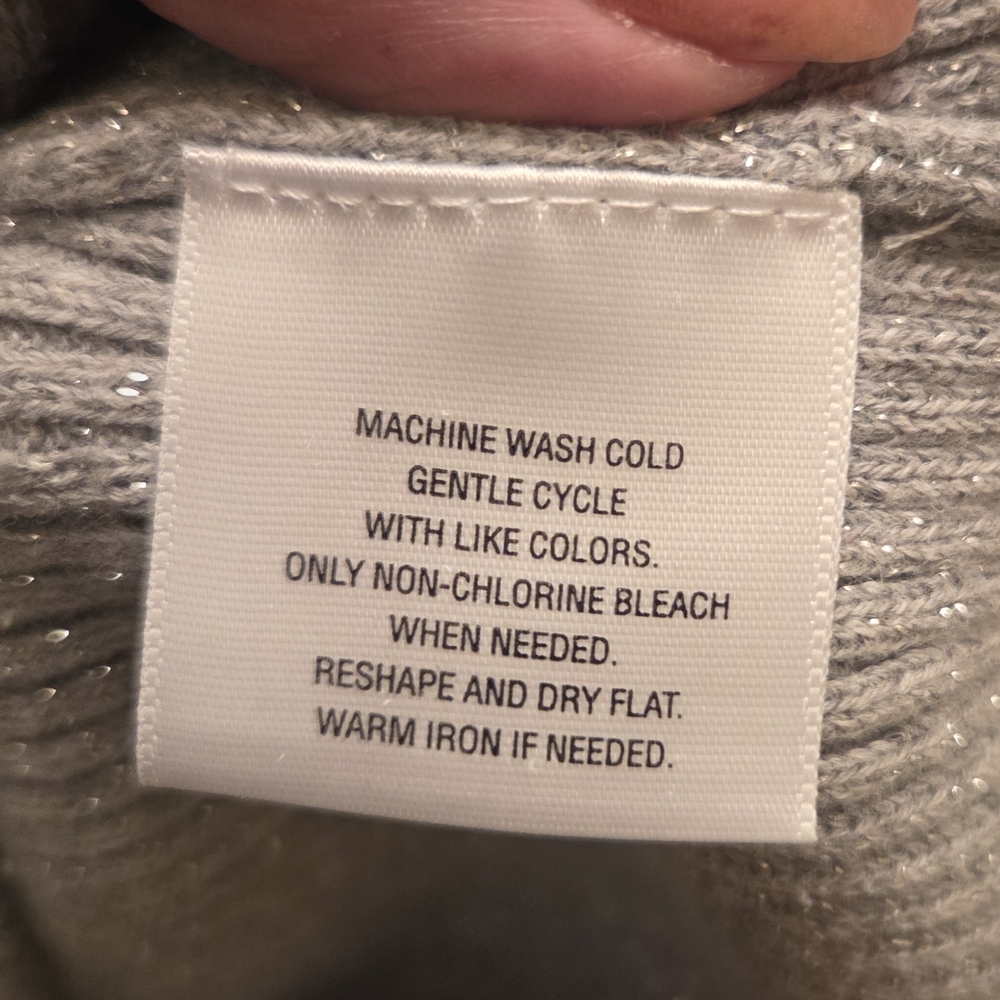 MACHINE WASH COLD
GENTLE CYCLE
WITH LIKE COLORS.
ONLY NON-CHLORINE BLEACH
WHEN NEEDED.
RESHAPE AND DRY FLAT.
WARM IRON IF NEEDED.